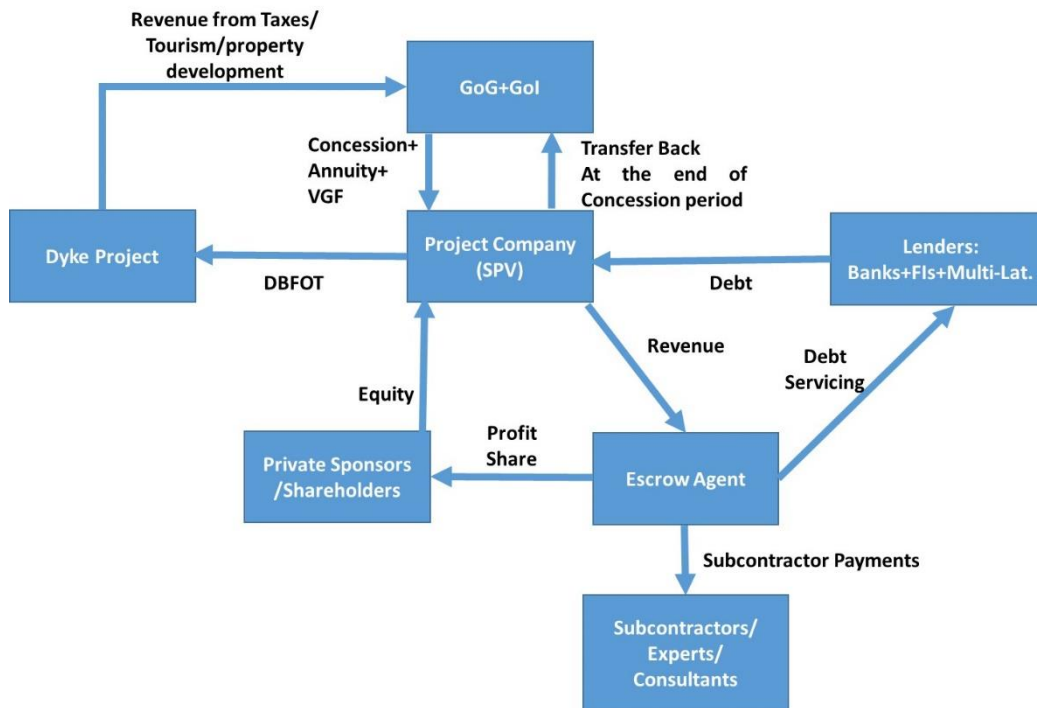 Revenue from Taxes/
Tourism/property
development
GoG+GoI
Concession+
Annuity+
VGF
Transfer Back
At the end of
Concession period
Dyke Project
DBFOT
Project Company
(SPV)
Debt
Lenders:
Banks+FIs+Multi-Lat.
Equity
Revenue
Debt
Servicing
Private Sponsors
/Shareholders
Profit
Share
Escrow Agent
Subcontractor Payments
Subcontractors/
Experts/
Consultants